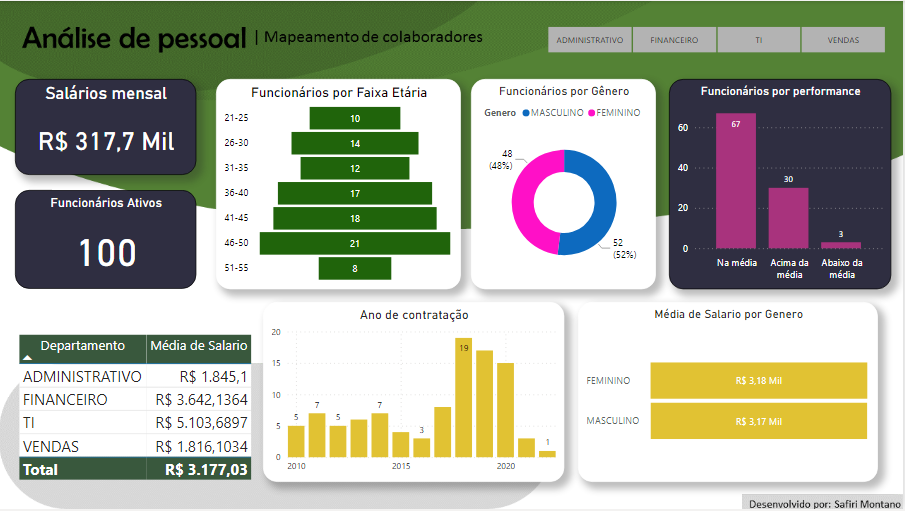 Análise de pessoal | Mapeamento de colaboradores
ADMINISTRATIVO FINANCEIRO TI VENDAS
Salários mensal
R$ 317,7 Mil
Funcionários Ativos
100
Funcionários por Faixa Etária
21-25 10
26-30 14
31-35 12
36-40 17
41-45 18
46-50 21
51-55 8
Funcionários por Gênero
Genero MASCULINO FEMININO
48
(48%)
52
(52%)
Funcionários por performance
60
40
20
0
67
30
3
Na média
Acima da
média
Abaixo da
média
Departamento Média de Salario
ADMINISTRATIVO R$ 1.845,1
FINANCEIRO R$ 3.642,1364
TI R$ 5.103,6897
VENDAS R$ 1.816,1034
Total R$ 3.177,03
Ano de contratação
20
15
10
5
0
5 7 5 7 3 19 1
2010 2015 2020
Média de Salario por Genero
FEMININO R$ 3,18 Mil
MASCULINO R$ 3,17 Mil
Desenvolvido por: Safiri Montano